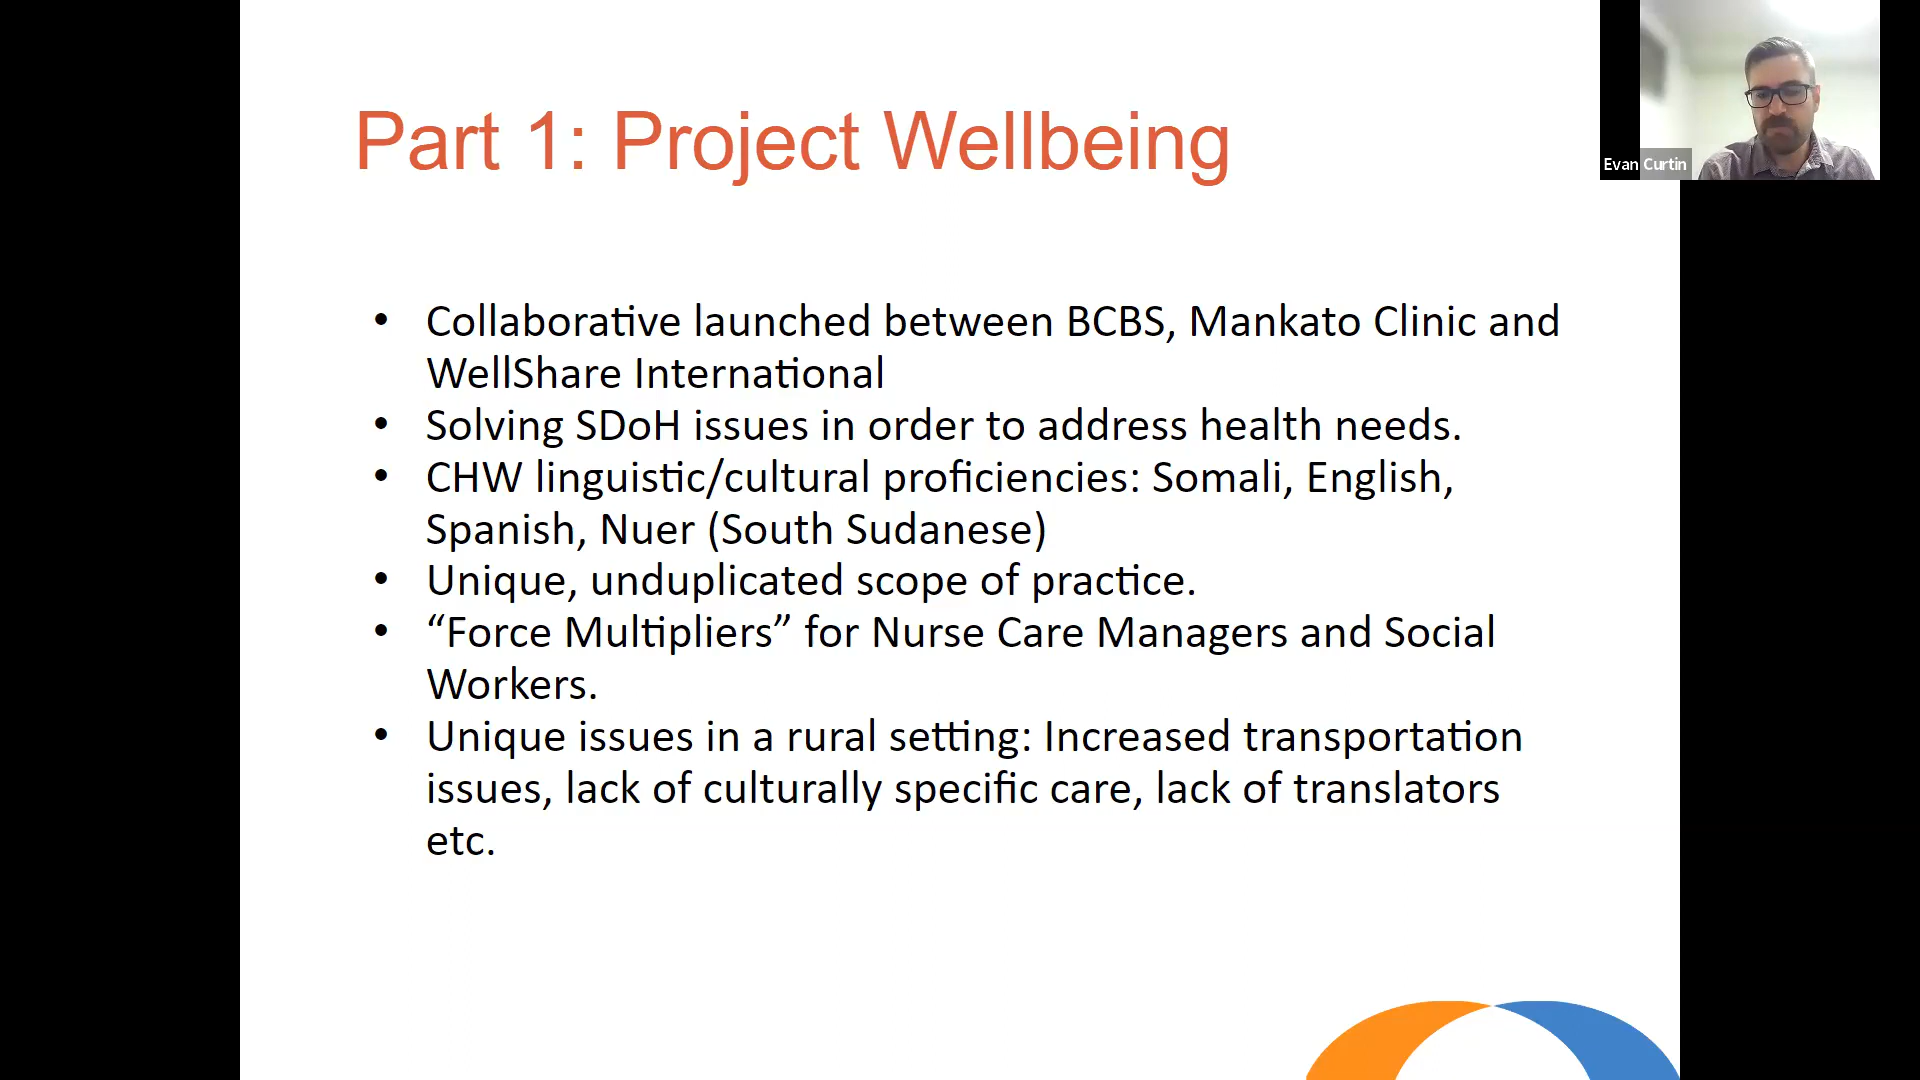 Part 1: Project Wellbeing
Evan Curtin
• Collaborative launched between BCBS, Mankato Clinic and
WellShare International
• Solving SDoH issues in order to address health needs.
• CHW linguistic/cultural proficiencies: Somali, English,
Spanish, Nuer (South Sudanese)
• Unique, unduplicated scope of practice.
• “Force Multipliers” for Nurse Care Managers and Social
Workers.
• Unique issues in a rural setting: Increased transportation
issues, lack of culturally specific care, lack of translators
etc.